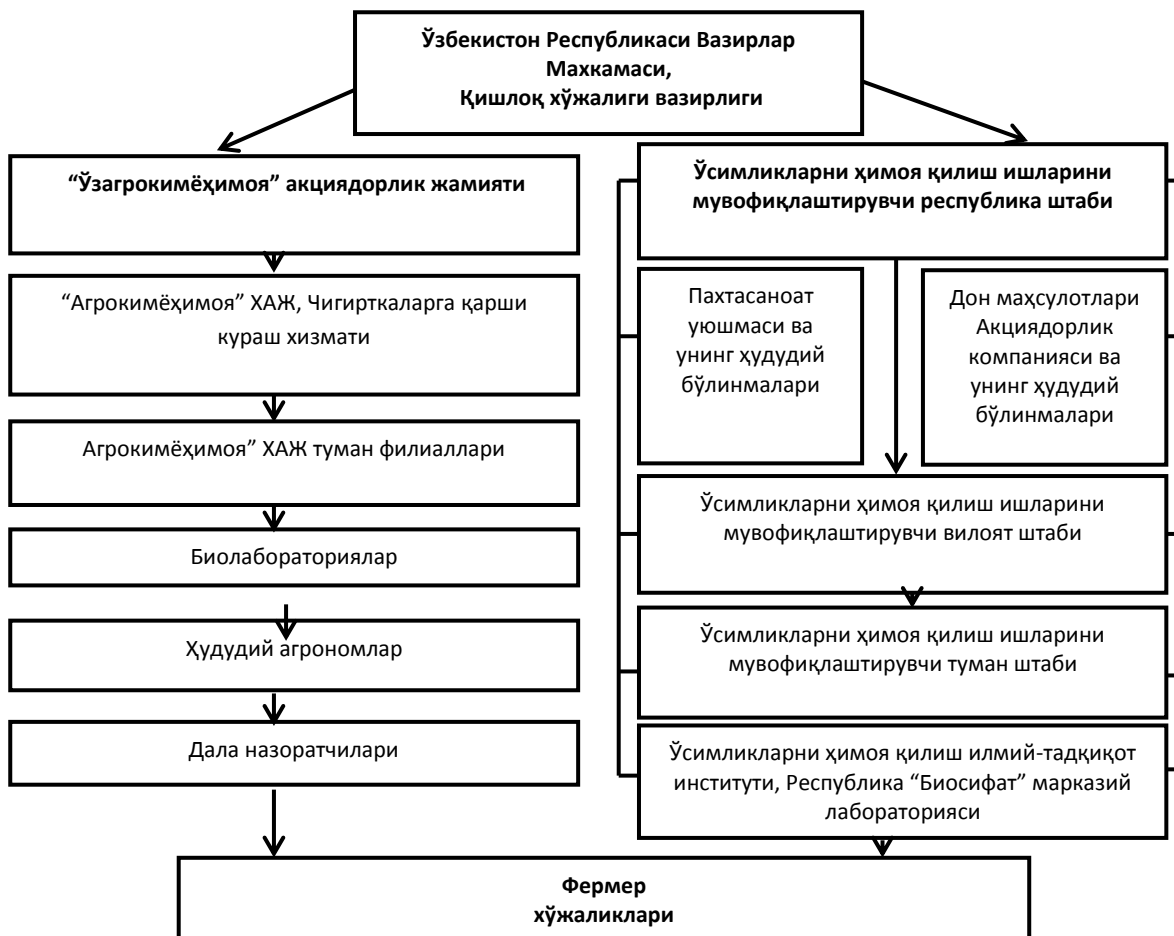 Ўзбекистон Республикаси Вазирлар
Махкамаси,
Қишлоқ хўжалиги вазирлиги
“Ўзагрокимёҳимоя” акциядорлик жамияти
“Агрокимёҳимоя” ХАЖ, Чигирткаларга қарши
кураш хизмати
Агрокимёҳимоя” ХАЖ туман филиаллари
Биолабораториялар
Ҳудудий агрономлар
Дала назоратчилари
Ўсимликларни ҳимоя қилиш ишларини
мувофиқлаштирувчи республика штаби
Пахтасаноат
уюшмаси ва
унинг ҳудудий
бўлинмалари
Дон маҳсулотлари
Акциядорлик
компанияси ва
унинг ҳудудий
бўлинмалари
Ўсимликларни ҳимоя қилиш ишларини
мувофиқлаштирувчи вилоят штаби
Ўсимликларни ҳимоя қилиш ишларини
мувофиқлаштирувчи туман штаби
Ўсимликларни ҳимоя қилиш илмий-тадқиқот
институти, Республика “Биосифат” марказий
лабораторияси
Фермер
хўжаликлари